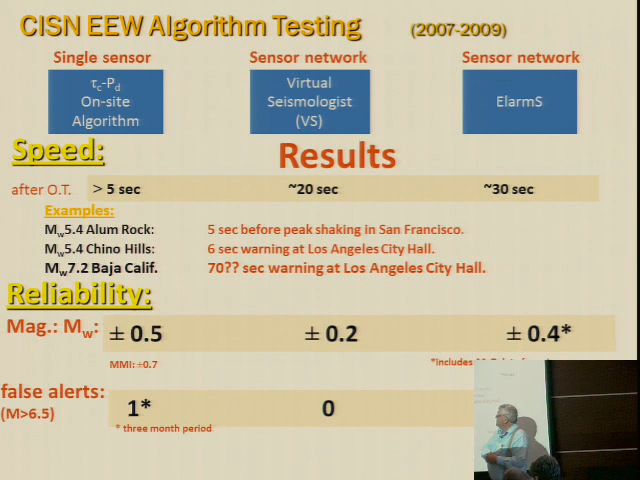 CISN EEW Algorithm Testing (2007-2009)
Single sensor Sensor network Sensor network
τc-Pd
On-site
Algorithm
Virtual
Seismologist
(VS)
ElarmS
Speed: Results
after O.T. > 5 sec ~20 sec ~30 sec
Examples:
Mw5.4 Alum Rock: 5 sec before peak shaking in San Francisco.
Mw5.4 Chino Hills: 6 sec warning at Los Angeles City Hall.
Mw7.2 Baja Calif. 70?? sec warning at Los Angeles City Hall.
Reliability:
Mag.: Mw: ± 0.5 ± 0.2 ± 0.4*
MMI: ±0.7 *includes
false alerts:
(M>6.5) 1* 0
* three month period